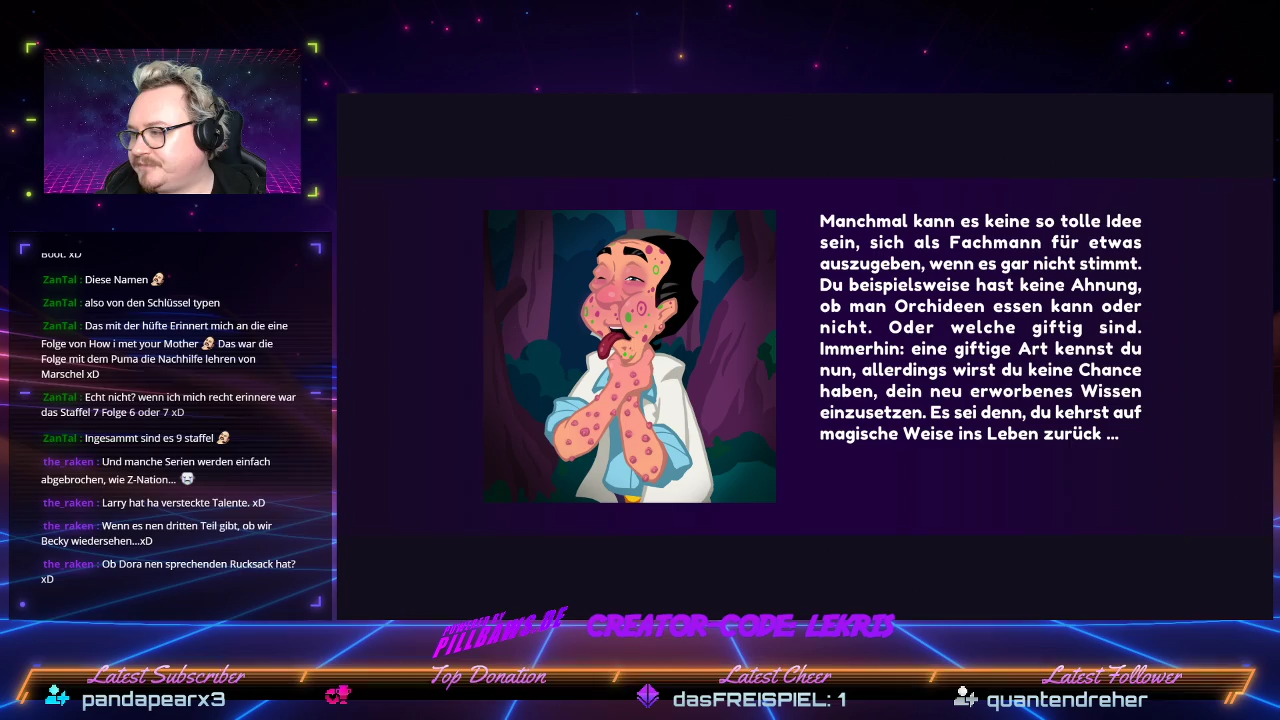 Boot. xD
ZanTal : Diese Namen
ZanTal : also von den Schlüssel typen
ZanTal : Das mit der hüfte Erinnert mich an die eine
Folge von How i met your Mother Das war die
Folge mit dem Puma die Nachhilfe lehren von
Marschel xD
ZanTal : Echt nicht? wenn ich mich recht erinnere war
das Staffel 7 Folge 6 oder 7 xD
ZanTal : Ingesammt sind es 9 staffel
the_raken : Und manche Serien werden einfach
abgebrochen, wie Z-Nation...
the_raken : Larry hat ha versteckte Talente. xD
the_raken : Wenn es nen dritten Teil gibt, ob wir
Becky wiedersehen...xD
the_raken : Ob Dora nen sprechenden Rucksack hat?
xD
Manchmal kann es keine so tolle Idee
sein, sich als Fachmann für etwas
auszugeben, wenn es gar nicht stimmt.
Du beispielsweise hast keine Ahnung,
ob man Orchideen essen kann oder
nicht. Oder welche giftig sind.
Immerhin: eine giftige Art kennst du
nun, allerdings wirst du keine Chance
haben, dein neu erworbenes Wissen
einzusetzen. Es sei denn, du kehrst auf
magische Weise ins Leben zurück ...
POWERED BY
PILLBAWS.DE
CREATOR CODE: LEKRIS
Latest Subscriber
pandapearx3
Top Donation
Latest Cheer
dasFREISPIEL: 1
Latest Follower
quantendreher